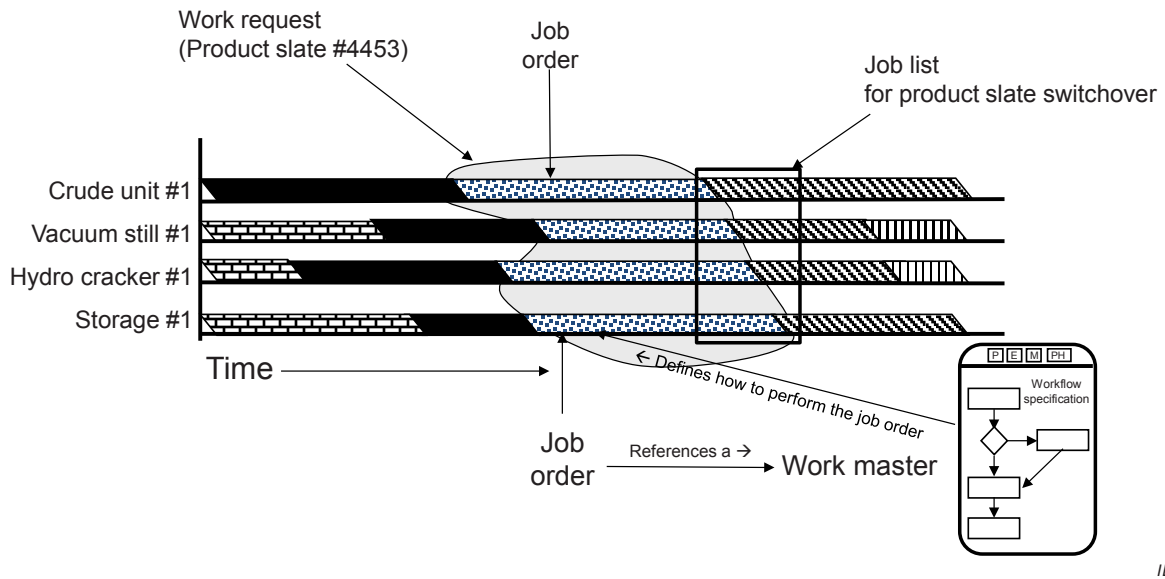 Work request
(Product slate #4453)
Job
order
Job list
for product slate switchover
Crude unit #1
Vacuum still #1
Hydro cracker #1
Storage #1
Time
← Defines how to perform the job order
P E M PH
Workflow
specification
Job
order
References a →
Work master